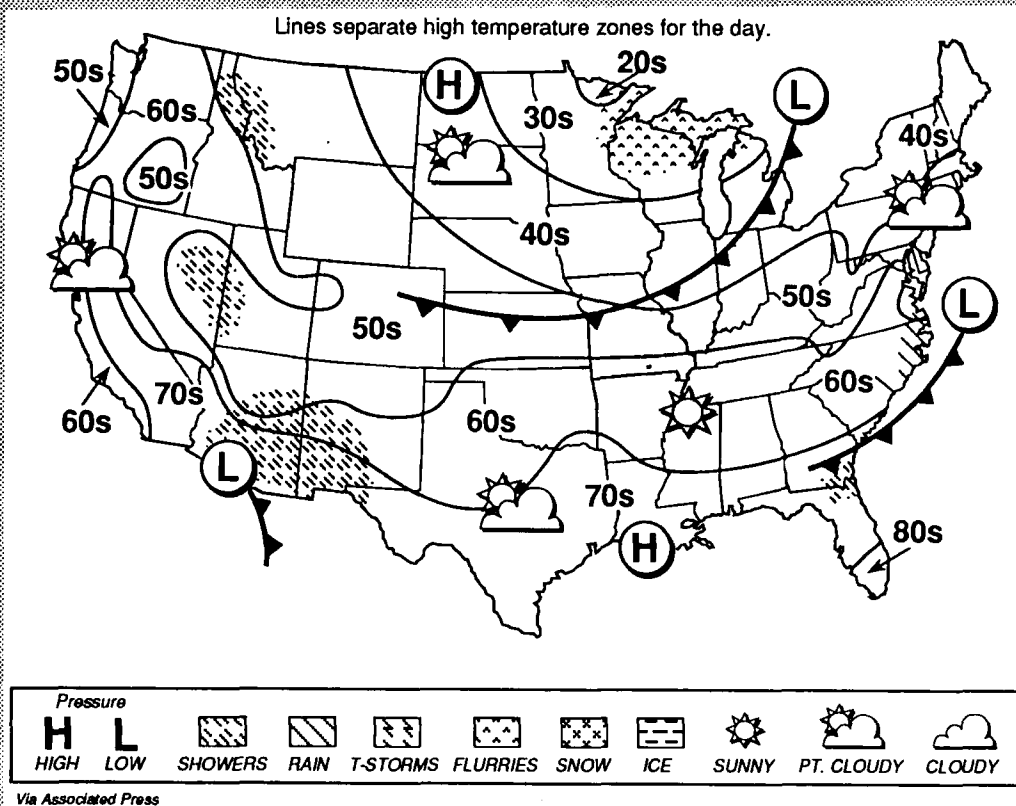 Lines separate high temperature zones for the day.
50s
60s
50s
H
30s
20s
L
40s
40s
50s
50s
L
70s
60s
60s
60s
L
70s
H
80s
Pressure
H L
HIGH LOW SHOWERS RAIN T-STORMS FLURRIES SNOW ICE SUNNY PT. CLOUDY CLOUDY
Via Associated Press